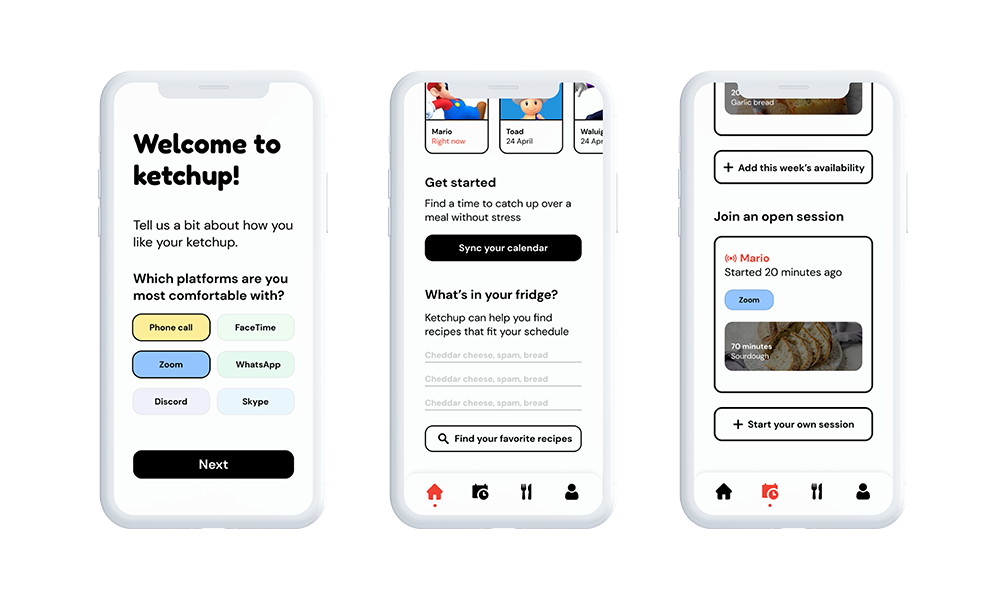 Welcome to
ketchup!
Tell us a bit about how you
like your ketchup.
Which platforms are you
most comfortable with?
Phone call
FaceTime
Zoom
WhatsApp
Discord
Skype
Next
Mario
Right now
Toad
24 April
Waluig
24 Apr
Get started
Find a time to catch up over a
meal without stress
Sync your calendar
What's in your fridge?
Ketchup can help you find
recipes that fit your schedule
Cheddar cheese, spam, bread
Cheddar cheese, spam, bread
Cheddar cheese, spam, bread
Find your favorite recipes
20
Garlic bread
+ Add this week's availability
Join an open session
Mario
Started 20 minutes ago
Zoom
70 minutes
Sourdough
+ Start your own session